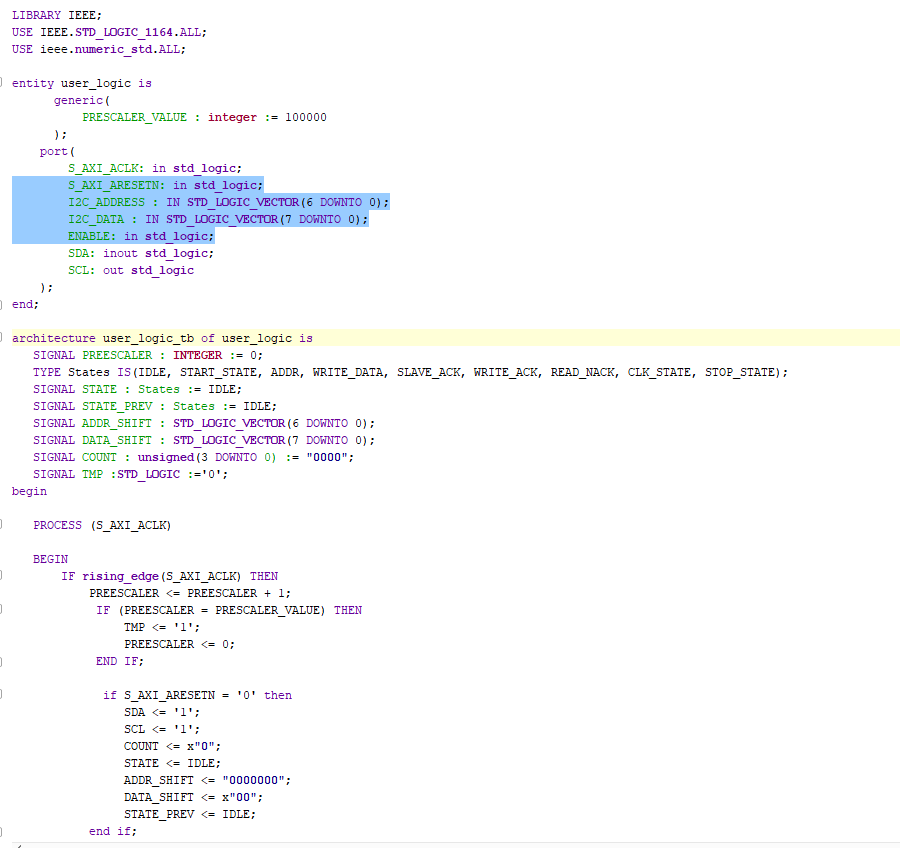 LIBRARY IEEE;
USE IEEE.STD_LOGIC_1164.ALL;
USE ieee.numeric_std.ALL;
entity user_logic is
generic(
PRESCALER_VALUE : integer := 100000
);
port(
S_AXI_ACLK: in std_logic;
S_AXI_ARESETN: in std_logic;
I2C_ADDRESS : IN STD_LOGIC_VECTOR(6 DOWNTO 0);
I2C_DATA : IN STD_LOGIC_VECTOR(7 DOWNTO 0);
ENABLE: in std_logic;
SDA: inout std_logic;
SCL: out std_logic
);
end;
architecture user_logic_tb of user_logic is
SIGNAL PREESCALER : INTEGER := 0;
TYPE States IS(IDLE, START_STATE, ADDR, WRITE_DATA, SLAVE_ACK, WRITE_ACK, READ_NACK, CLK_STATE, STOP_STATE);
SIGNAL STATE : States := IDLE;
SIGNAL STATE_PREV : States := IDLE;
SIGNAL ADDR_SHIFT : STD_LOGIC_VECTOR(6 DOWNTO 0);
SIGNAL DATA_SHIFT : STD_LOGIC_VECTOR(7 DOWNTO 0);
SIGNAL COUNT : unsigned(3 DOWNTO 0) := "0000";
SIGNAL TMP :STD_LOGIC :='0';
begin
PROCESS (S_AXI_ACLK)
BEGIN
IF rising_edge(S_AXI_ACLK) THEN
PREESCALER <= PREESCALER + 1;
IF (PREESCALER = PRESCALER_VALUE) THEN
TMP <= '1';
PREESCALER <= 0;
END IF;
if S_AXI_ARESETN = '0' then
SDA <= '1';
SCL <= '1';
COUNT <= x"0";
STATE <= IDLE;
ADDR_SHIFT <= "0000000";
DATA_SHIFT <= x"00";
STATE_PREV <= IDLE;
end if;